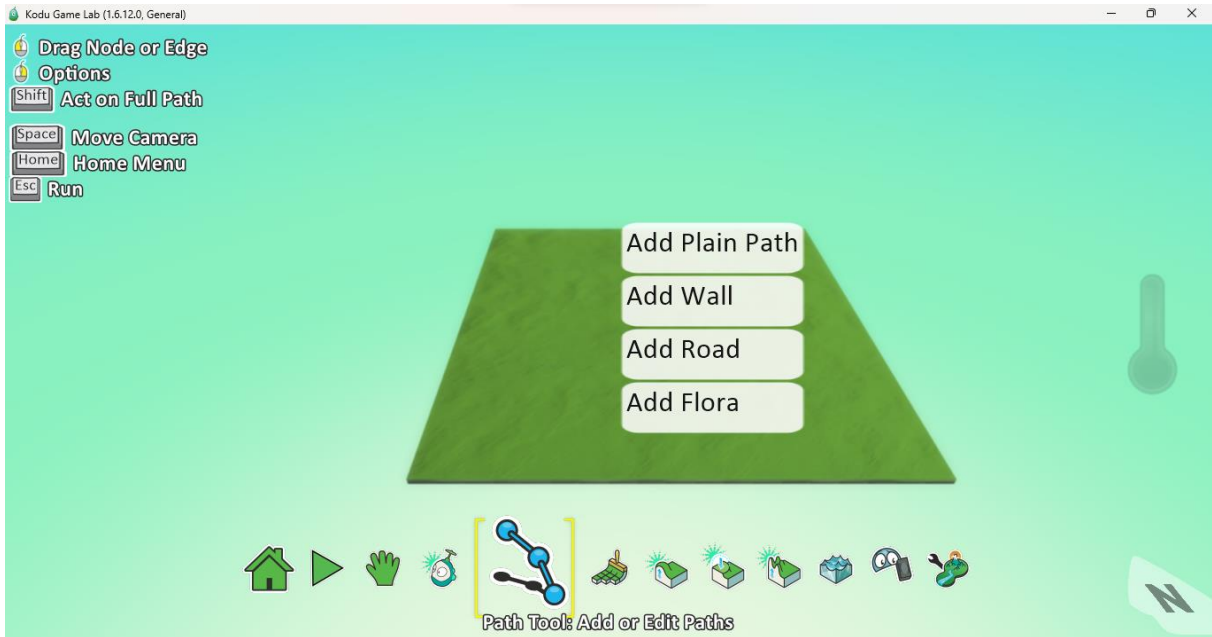 Kodu Game Lab (1.6.12.0, General)
Drag Node or Edge
Options
Shift Act on Full Path
Space Move Camera
Home Home Menu
Esc Run
Add Plain Path
Add Wall
Add Road
Add Flora
Path Tool: Add or Edit Paths
N